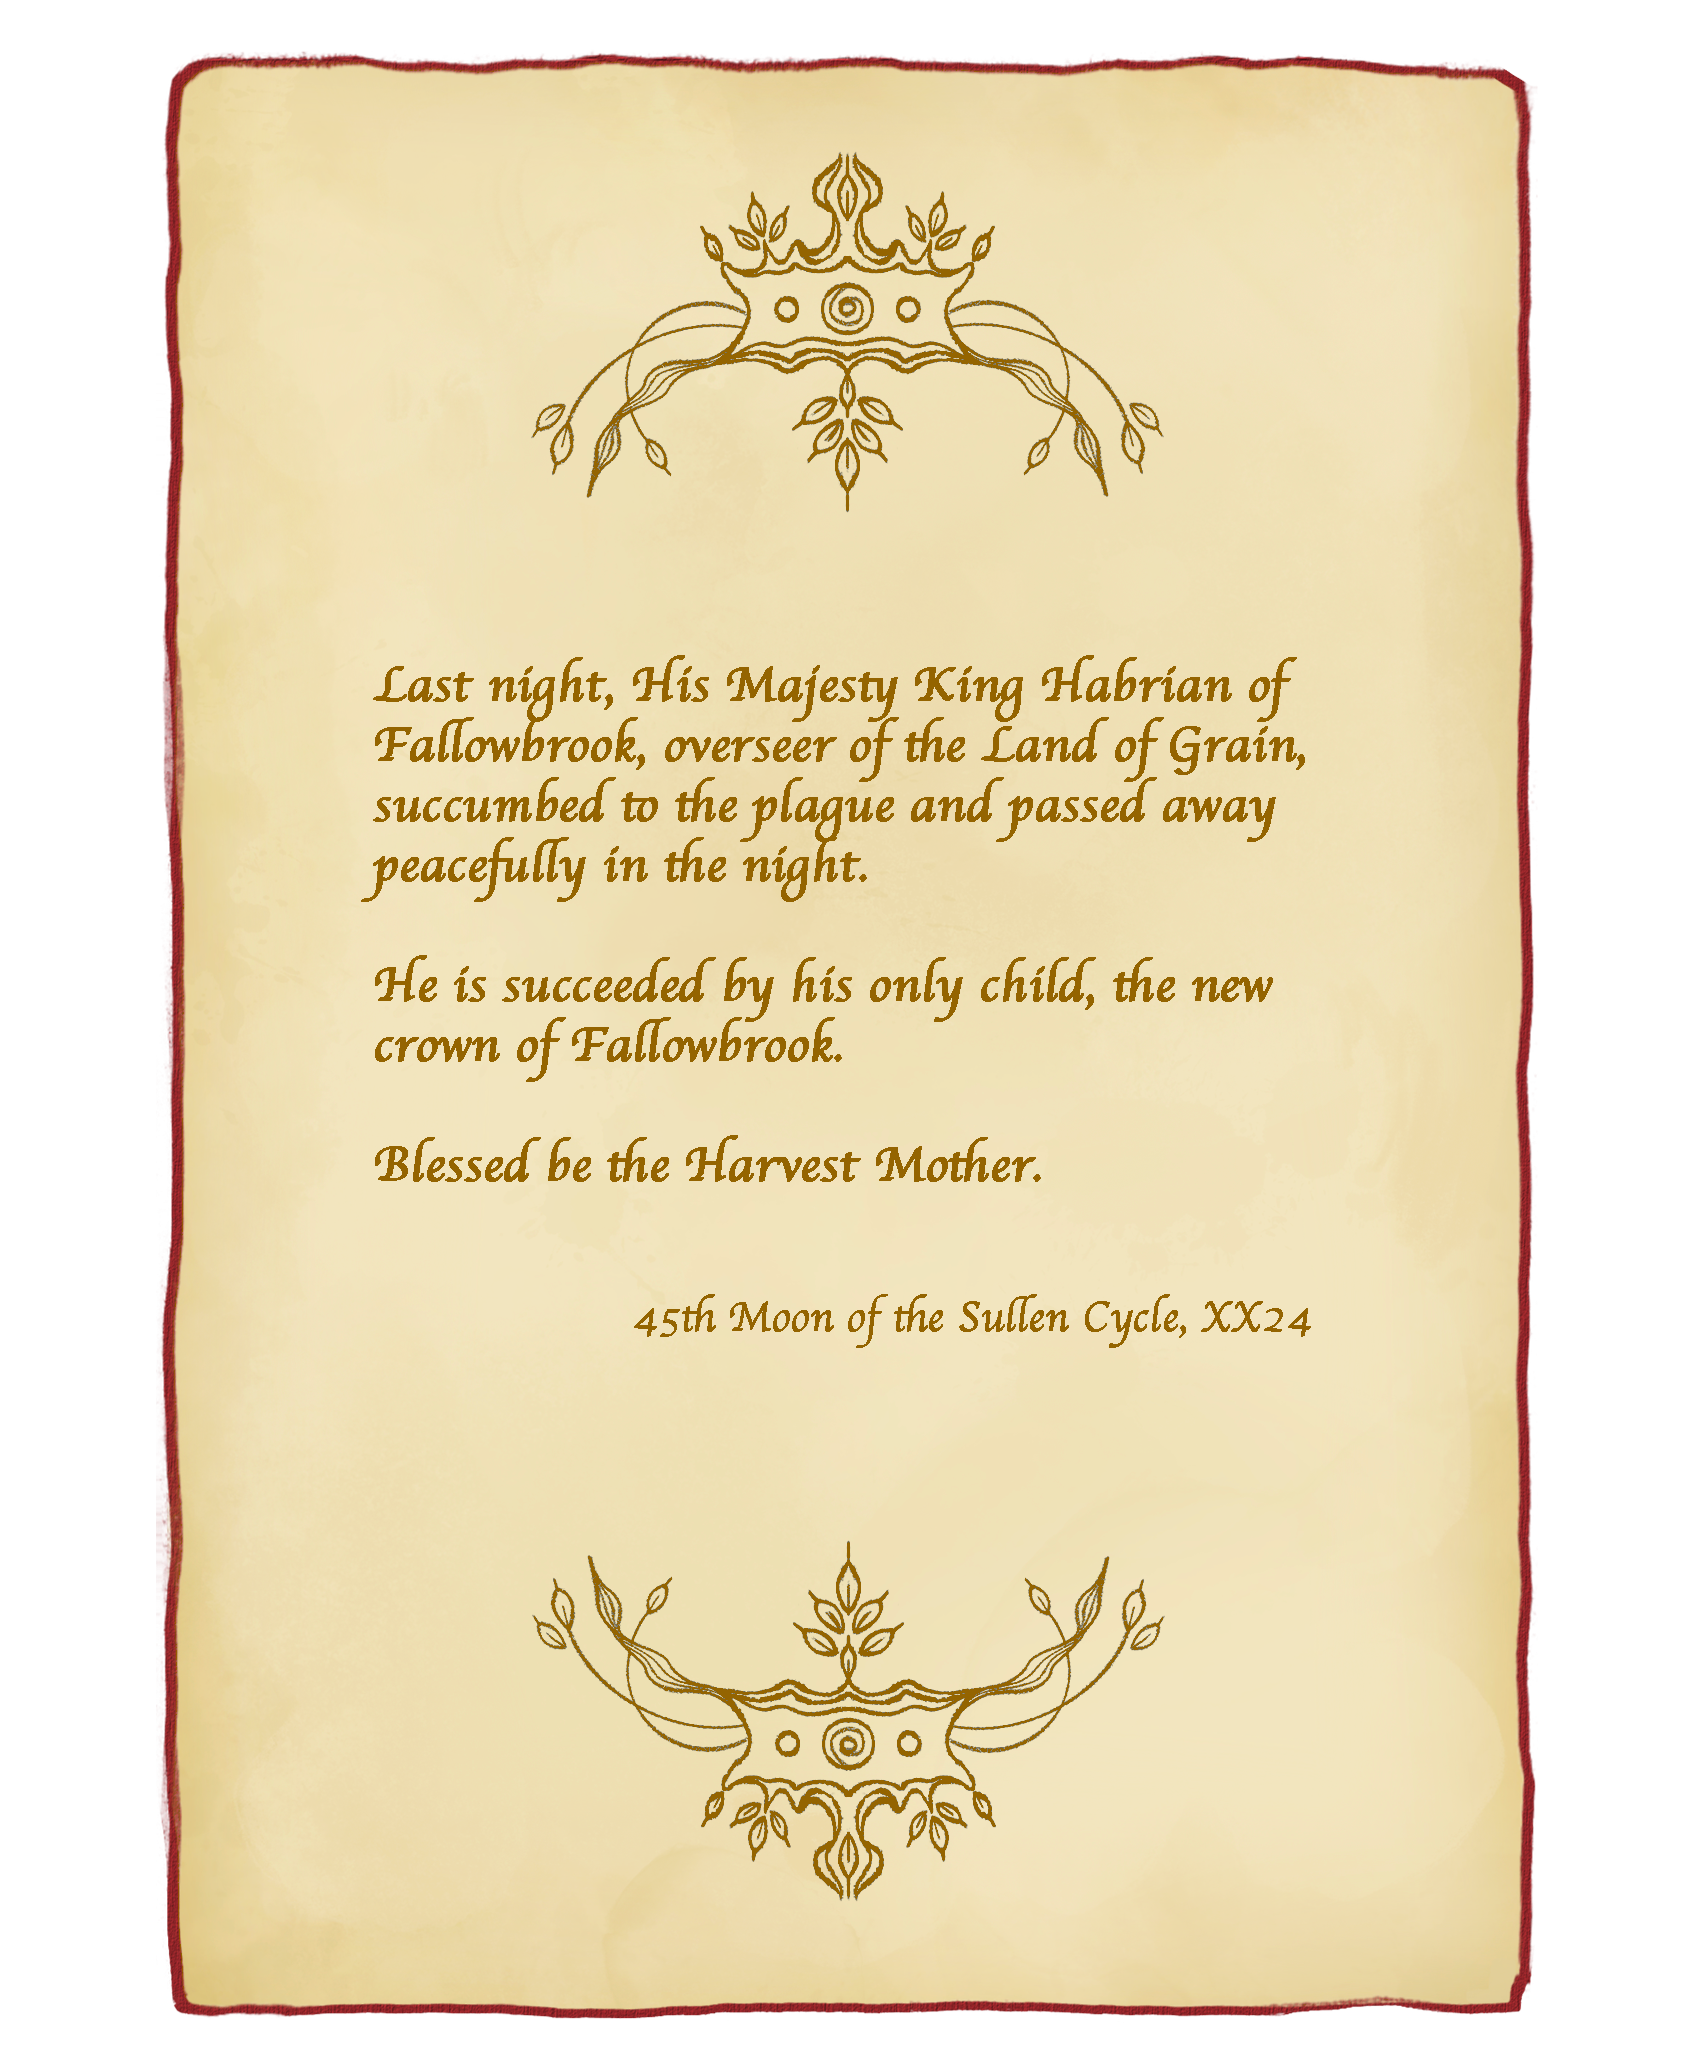 Last night, His Majesty King Habrian of
Fallowbrook, overseer of the Land of Grain,
succumbed to the plague and passed away
peacefully in the night.
He is succeeded by his only child, the new
crown of Fallowbrook.
Blessed be the Harvest Mother.
45th Moon of the Sullen Cycle, XX24